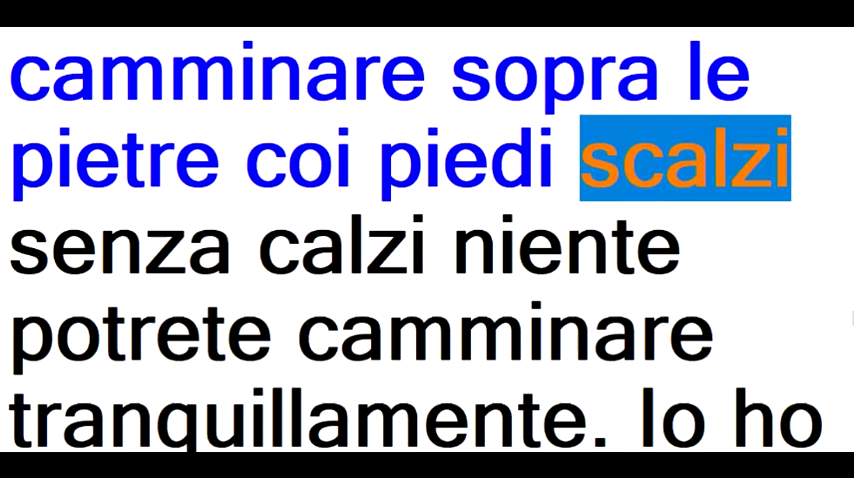 camminare sopra le
pietre coi piedi scalzi
senza calzi niente
potrete camminare
tranquillamente. Io ho